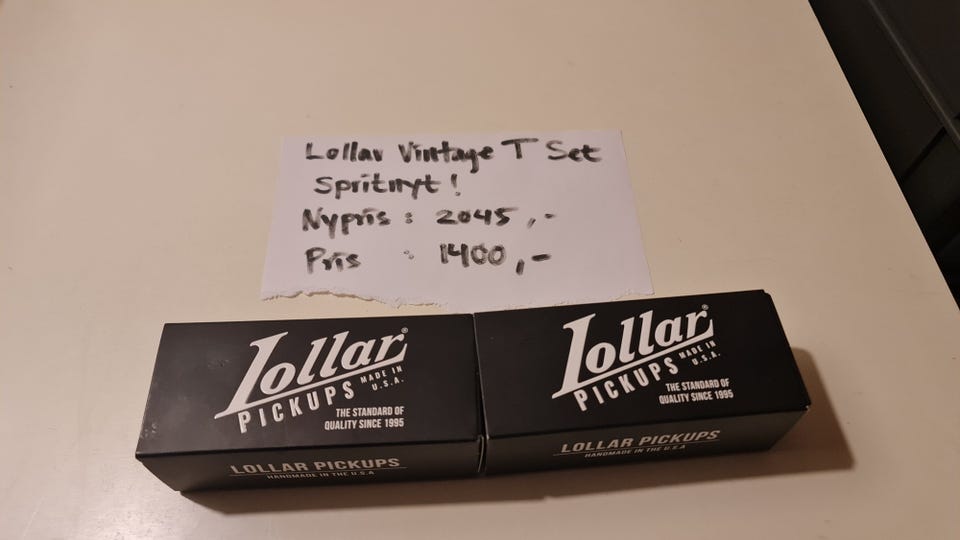 Lollar Vintage T Set
Spritnyt!
Nypris: 2045,-
Pris : 1400,-
Lollar®
PICKUPS MADE IN U.S.A.
THE STANDARD OF
QUALITY SINCE 1995
LOLLAR PICKUPS
HANDMADE IN THE U.S.A
Lollar®
PICKUPS MADE IN U.S.A.
THE STANDARD OF
QUALITY SINCE 1995
LOLLAR PICKUPS
HANDMADE IN THE U.S.A